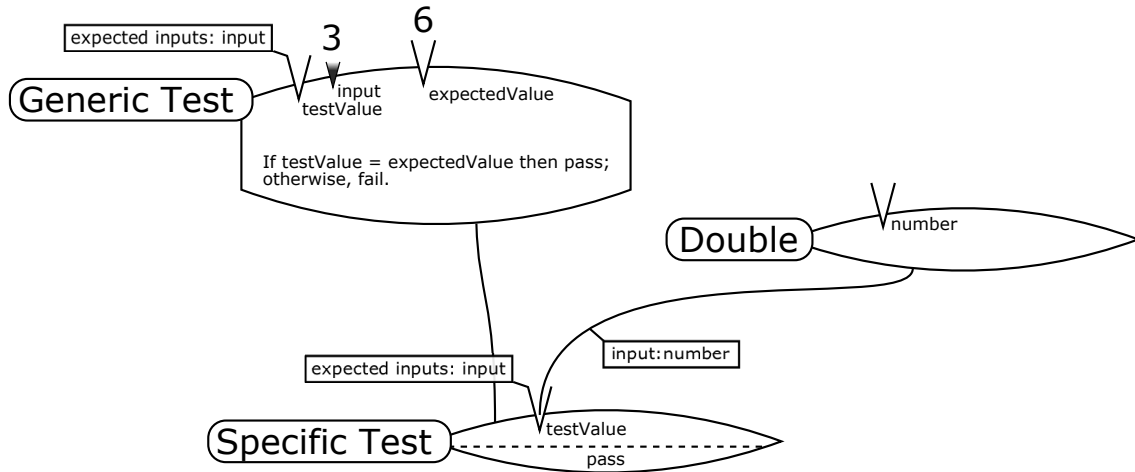 expected inputs: input
3
6
Generic Test
input
testValue
expectedValue
If testValue = expectedValue then pass;
otherwise, fail.
Double
number
input:number
expected inputs: input
Specific Test
testValue
pass